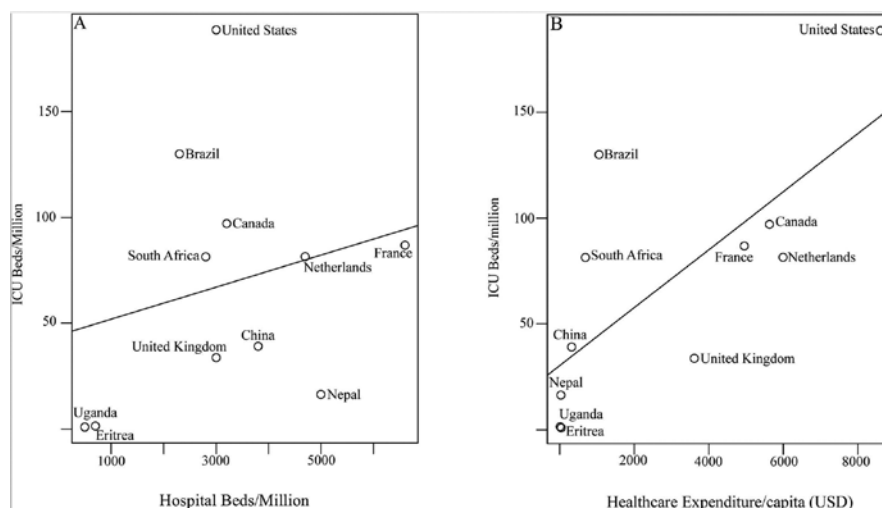 A
United States
150
Brazil
100
Canada
South Africa
France
Netherlands
50
China
United Kingdom
Nepal
Uganda
Eritrea
1000
3000
5000
ICU Beds/Million
Hospital Beds/Million
B
United States
150
Brazil
100
Canada
South Africa
France
Netherlands
50
China
United Kingdom
Nepal
Uganda
Eritrea
2000
4000
6000
8000
ICU Beds/million
Healthcare Expenditure/capita (USD)